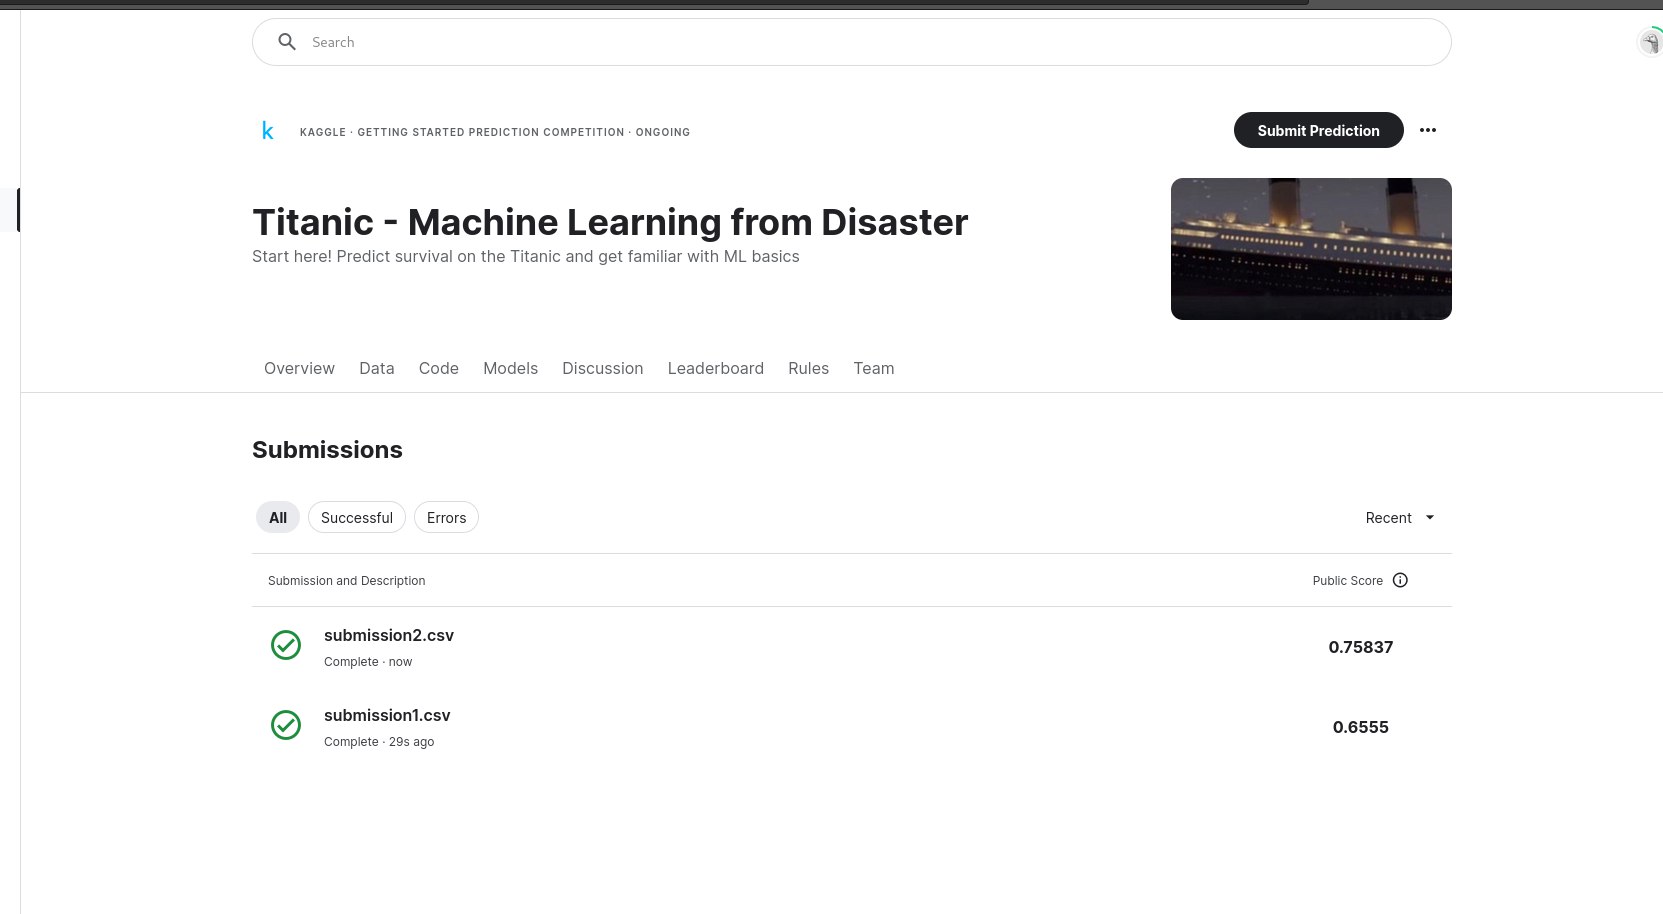 Search
k
KAGGLE · GETTING STARTED PREDICTION COMPETITION · ONGOING
Submit Prediction
Titanic - Machine Learning from Disaster
Start here! Predict survival on the Titanic and get familiar with ML basics
Overview Data Code Models Discussion Leaderboard Rules Team
Submissions
All Successful Errors Recent
Submission and Description Public Score
submission2.csv
Complete · now
0.75837
submission1.csv
Complete · 29s ago
0.6555